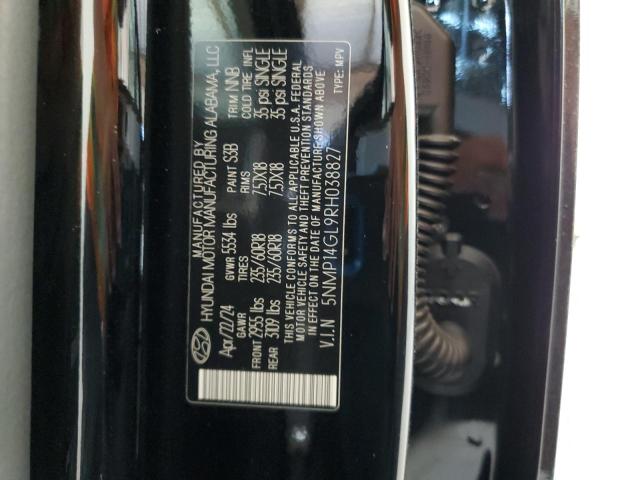 MANUFACTURED BY
HYUNDAI MOTOR MANUFACTURING ALABAMA, LLC
Apr/22/24 GVWR 5534 lbs PAINT S3B TRIM NNB
GAWR TIRES RIMS COLD TIRE INFL
FRONT 2955 lbs 235/60R18 7.5JX18 35 psi SINGLE
REAR 3109 lbs 235/60R18 7.5JX18 35 psi SINGLE
THIS VEHICLE CONFORMS TO ALL APPLICABLE U.S.A. FEDERAL
MOTOR VEHICLE SAFETY AND THEFT PREVENTION STANDARDS
IN EFFECT ON THE DATE OF MANUFACTURE SHOWN ABOVE
V.I.N 5NMP14GL9RH038827 TYPE: MPV